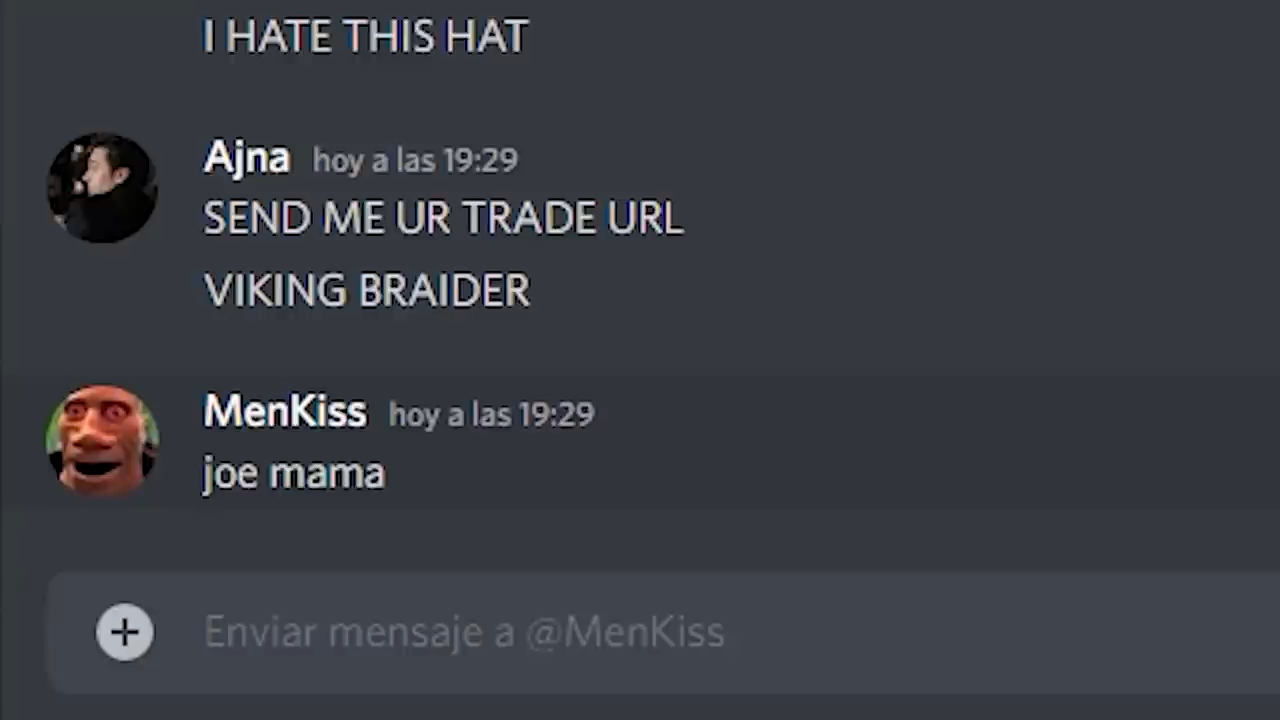 I HATE THIS HAT
Ajna hoy a las 19:29
SEND ME UR TRADE URL
VIKING BRAIDER
MenKiss hoy a las 19:29
joe mama
Enviar mensaje a @MenKiss